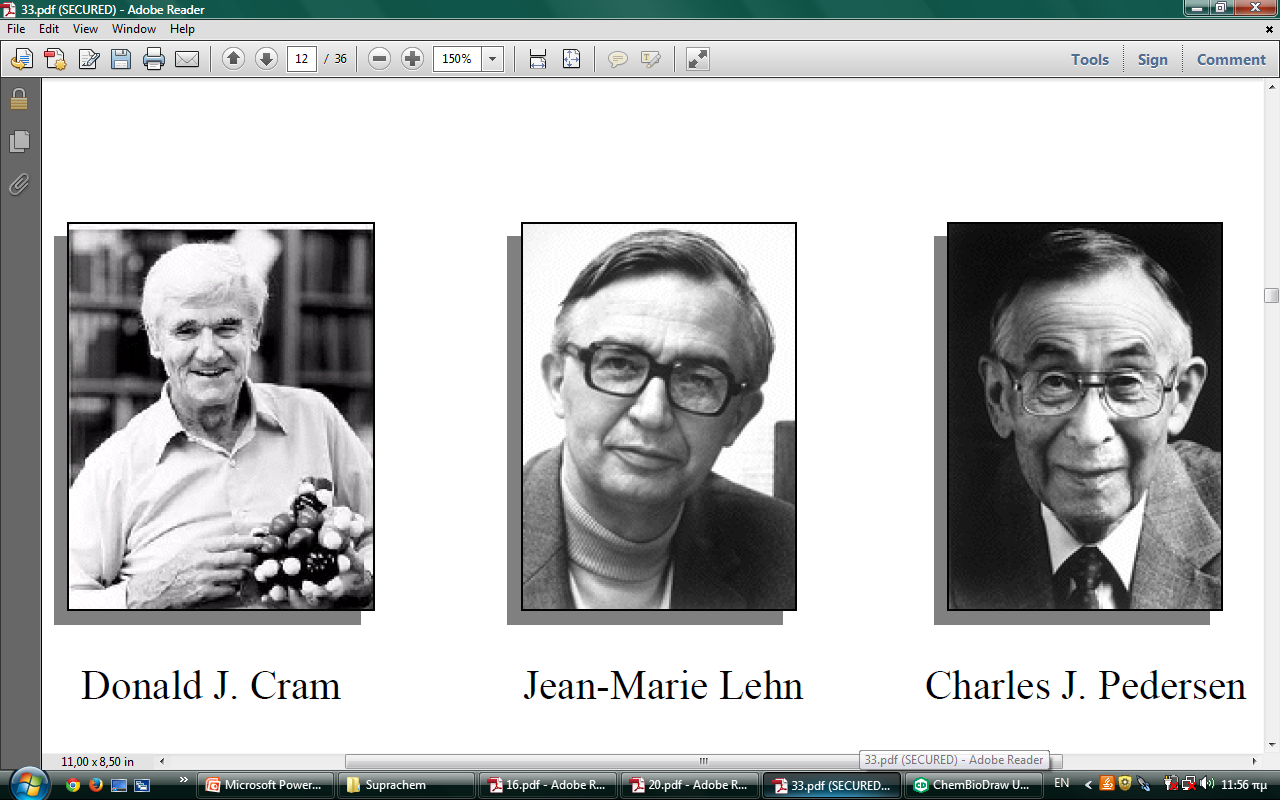 33.pdf (SECURED) - Adobe Reader
File Edit View Window Help
12 / 36 150% Tools Sign Comment
Donald J. Cram Jean-Marie Lehn Charles J. Pedersen
11,00 x 8,50 in
33.pdf (SECURED) - Adobe Reader
Microsoft Power... Suprachem 16.pdf - Adobe R... 20.pdf - Adobe R... 33.pdf (SECURED... ChemBioDraw U... EN 11:56 πμ